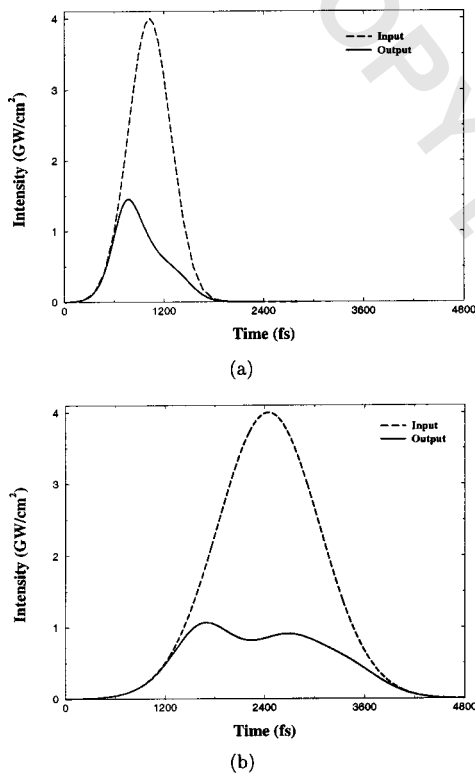 OPY
4
3
2
1
0
Intensity (GW/cm²)
Input
Output
0 1200 2400 3600 4800
Time (fs)
(a)
4
3
2
1
0
Intensity (GW/cm²)
Input
Output
0 1200 2400 3600 4800
Time (fs)
(b)